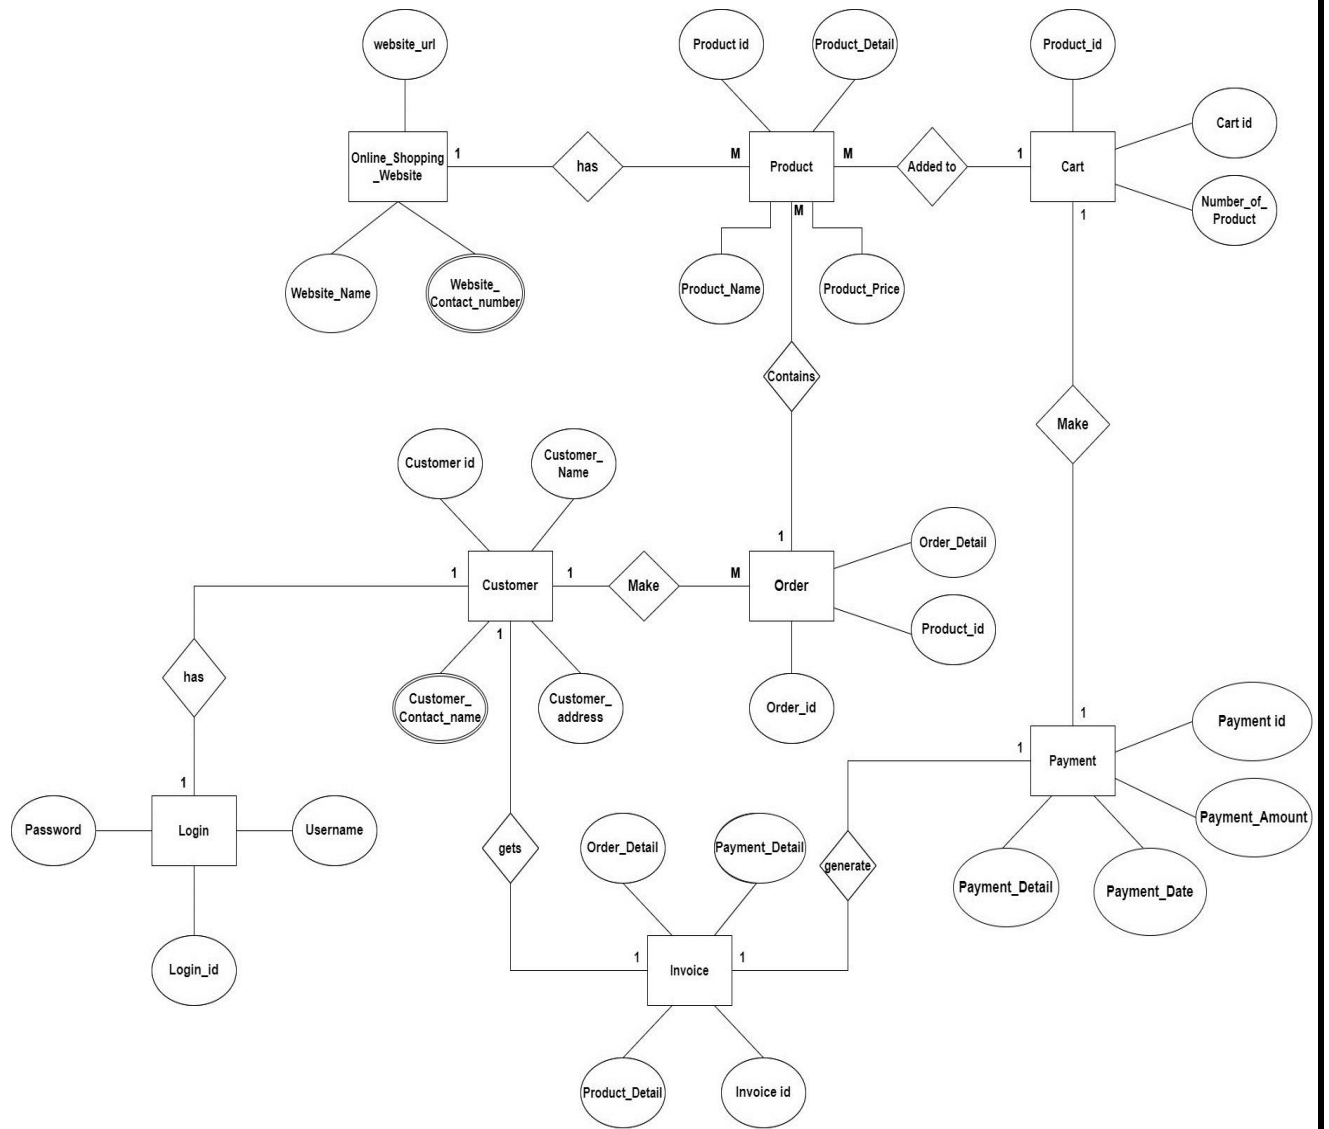 website_url
Product id
Product_Detail
Product_id
Cart id
Online_Shopping
_Website
1
has
M
Product
M
Added to
1
Cart
Number_of_
Product
M
1
Website_Name
Website_
Contact_number
Product_Name
Product_Price
Contains
Make
Customer id
Customer_
Name
1
Order_Detail
1
Customer
1
Make
M
Order
Product_id
1
has
Customer_
Contact_name
Customer_
address
Order_id
1
Payment id
1
Payment
1
Password
Login
Username
Payment_Amount
gets
Order_Detail
Payment_Detail
generate
Payment_Detail
Payment_Date
Login_id
1
Invoice
1
Product_Detail
Invoice id